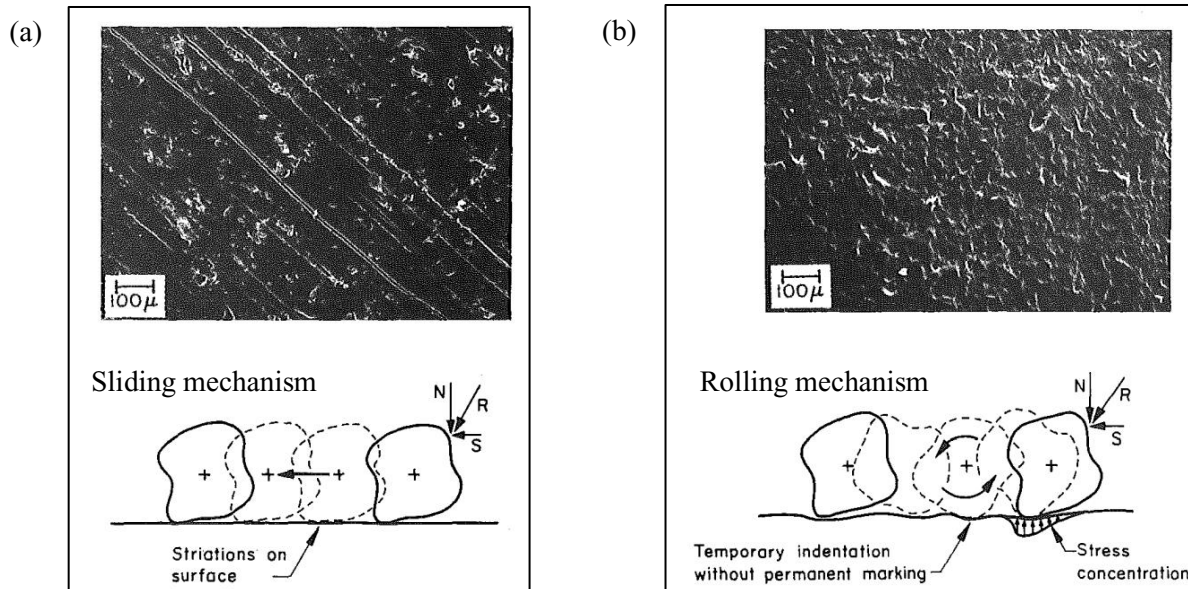 (a)
100μ
Sliding mechanism
N
R
S
Striations on
surface
(b)
100μ
Rolling mechanism
N
R
S
Temporary indentation
without permanent marking
Stress
concentration